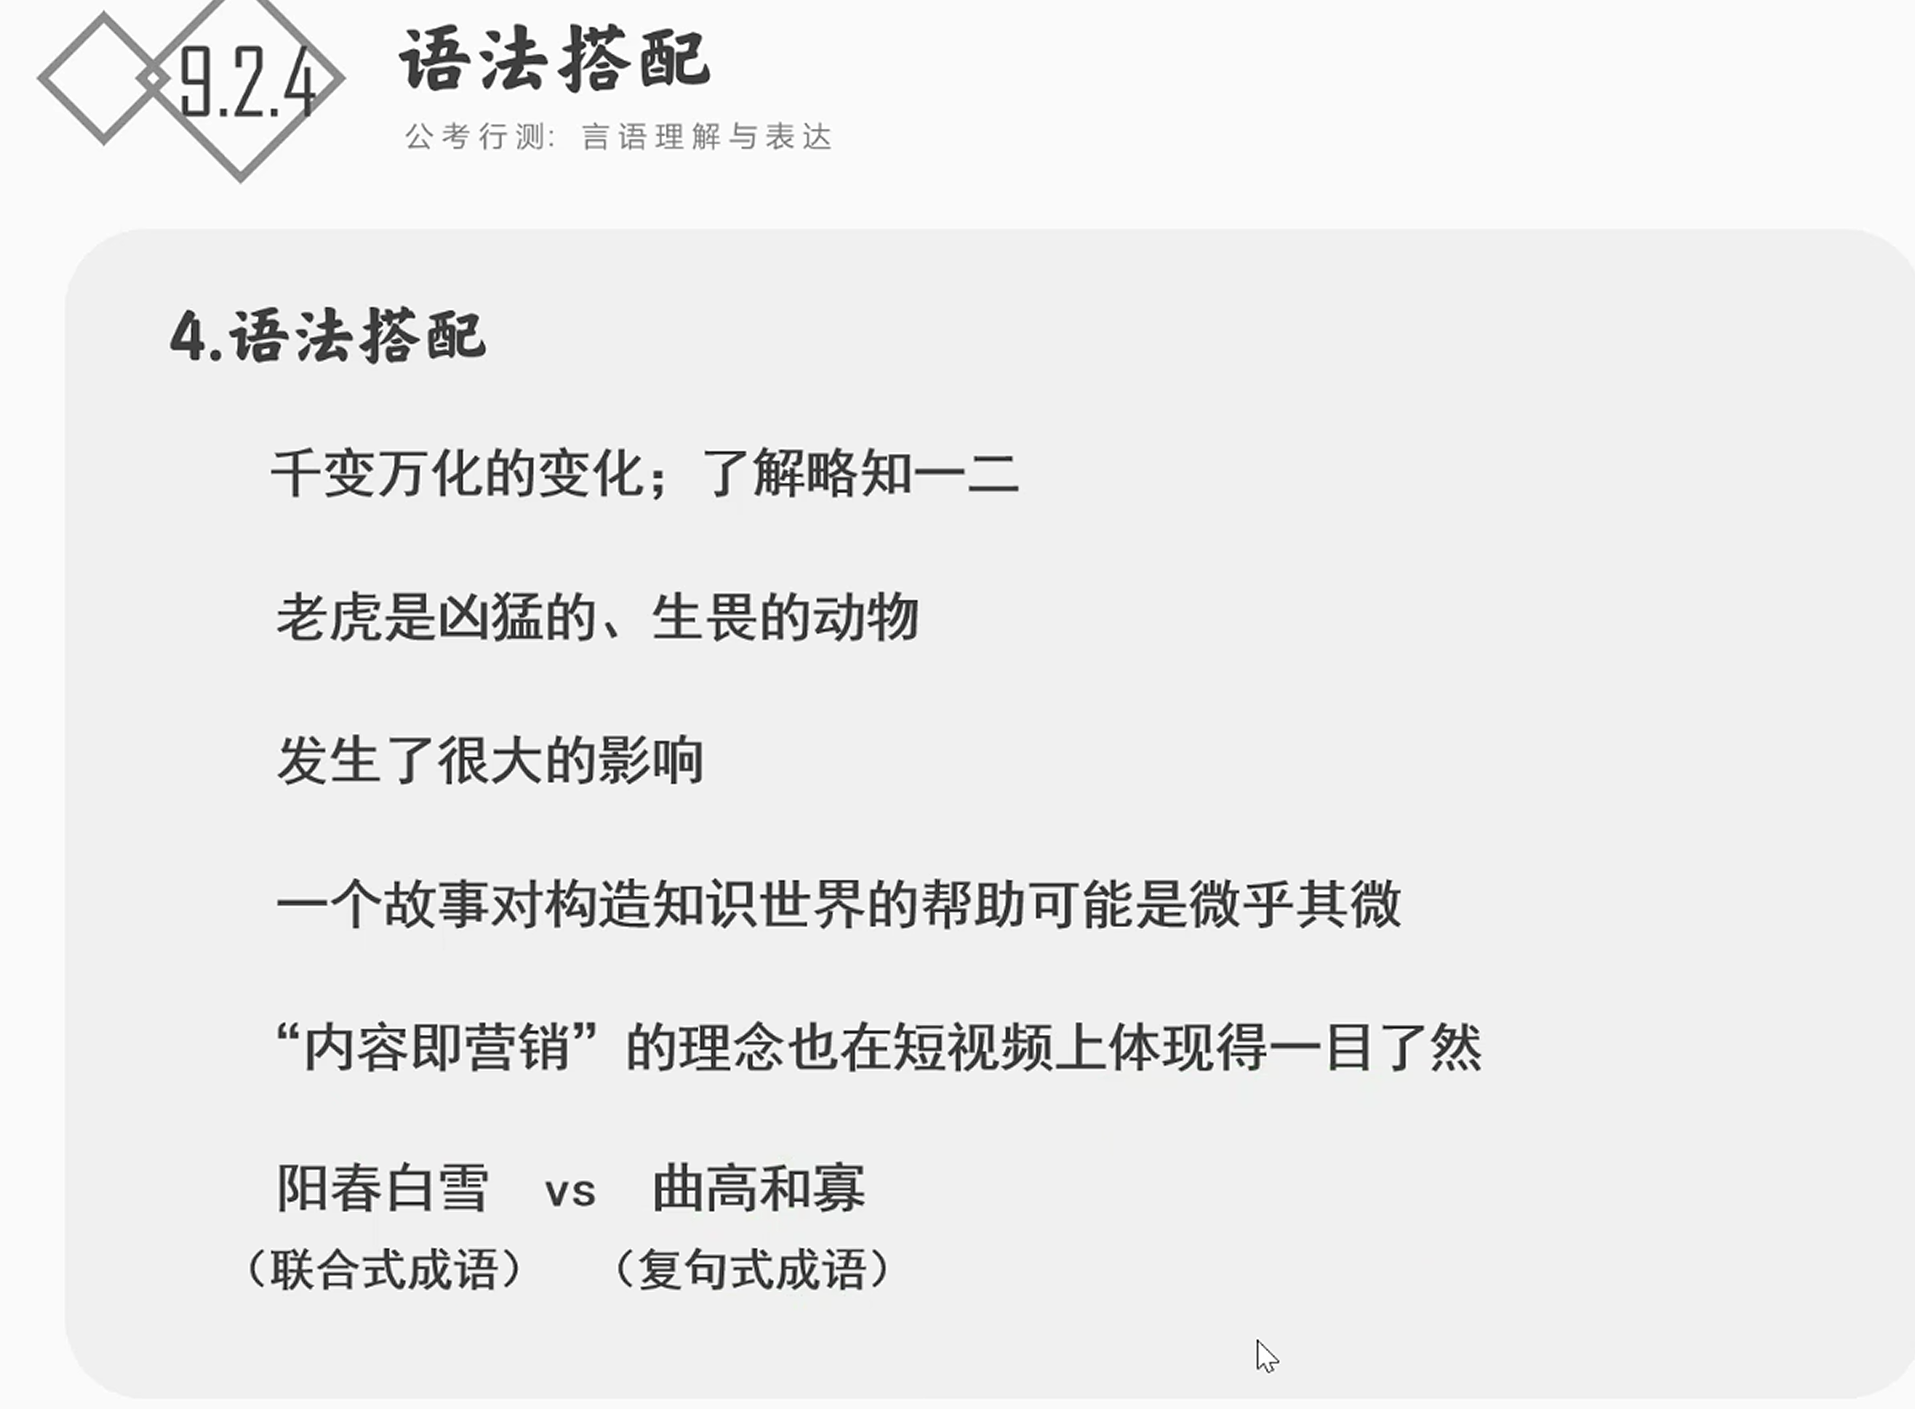 9.2.4
语法搭配
公考行测：言语理解与表达
4.语法搭配
千变万化的变化；了解略知一二
老虎是凶猛的、生畏的动物
发生了很大的影响
一个故事对构造知识世界的帮助可能是微乎其微
“内容即营销”的理念也在短视频上体现得一目了然
阳春白雪 vs 曲高和寡
（联合式成语） （复句式成语）